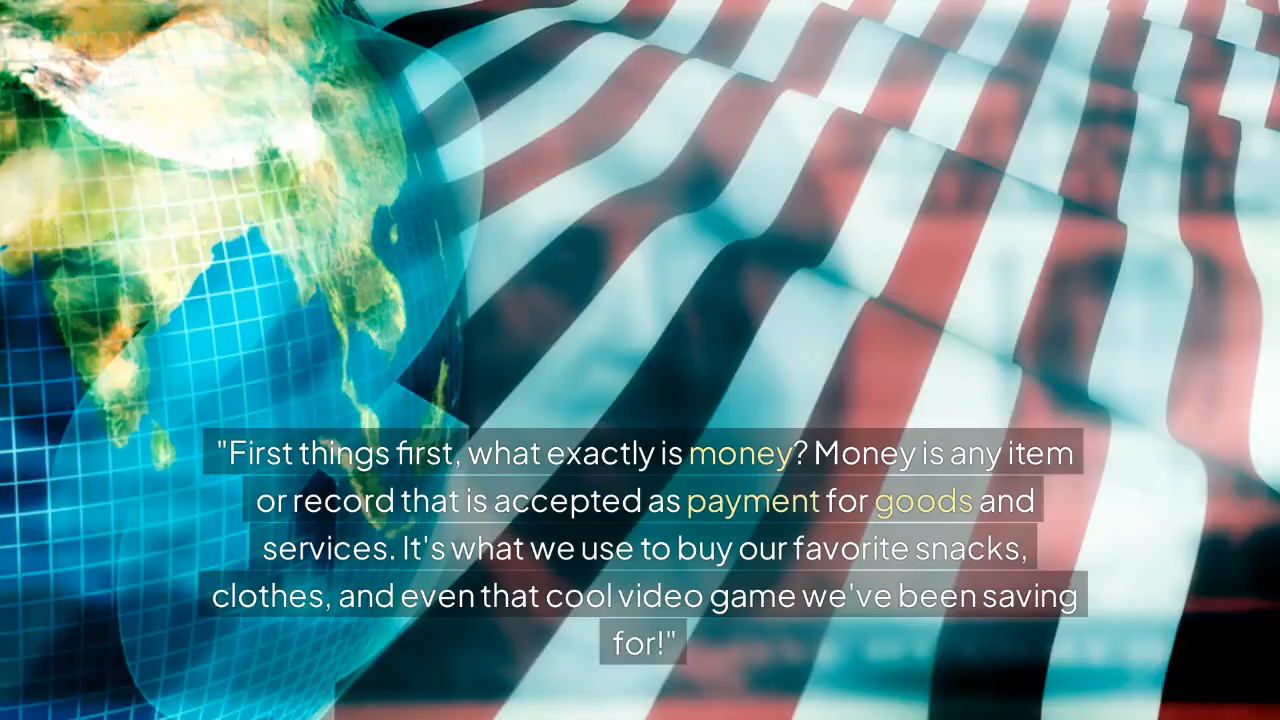 "First things first, what exactly is money? Money is any item
or record that is accepted as payment for goods and
services. It's what we use to buy our favorite snacks,
clothes, and even that cool video game we've been saving
for!"